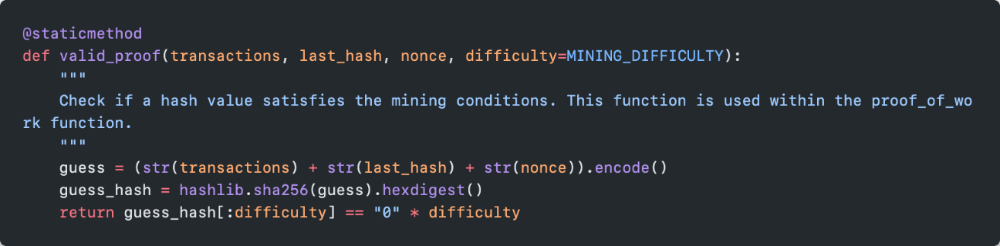 @staticmethod
def valid_proof(transactions, last_hash, nonce, difficulty=MINING_DIFFICULTY):
    """
    Check if a hash value satisfies the mining conditions. This function is used within the proof_of_wo
rk function.
    """
    guess = (str(transactions) + str(last_hash) + str(nonce)).encode()
    guess_hash = hashlib.sha256(guess).hexdigest()
    return guess_hash[:difficulty] == "0" * difficulty